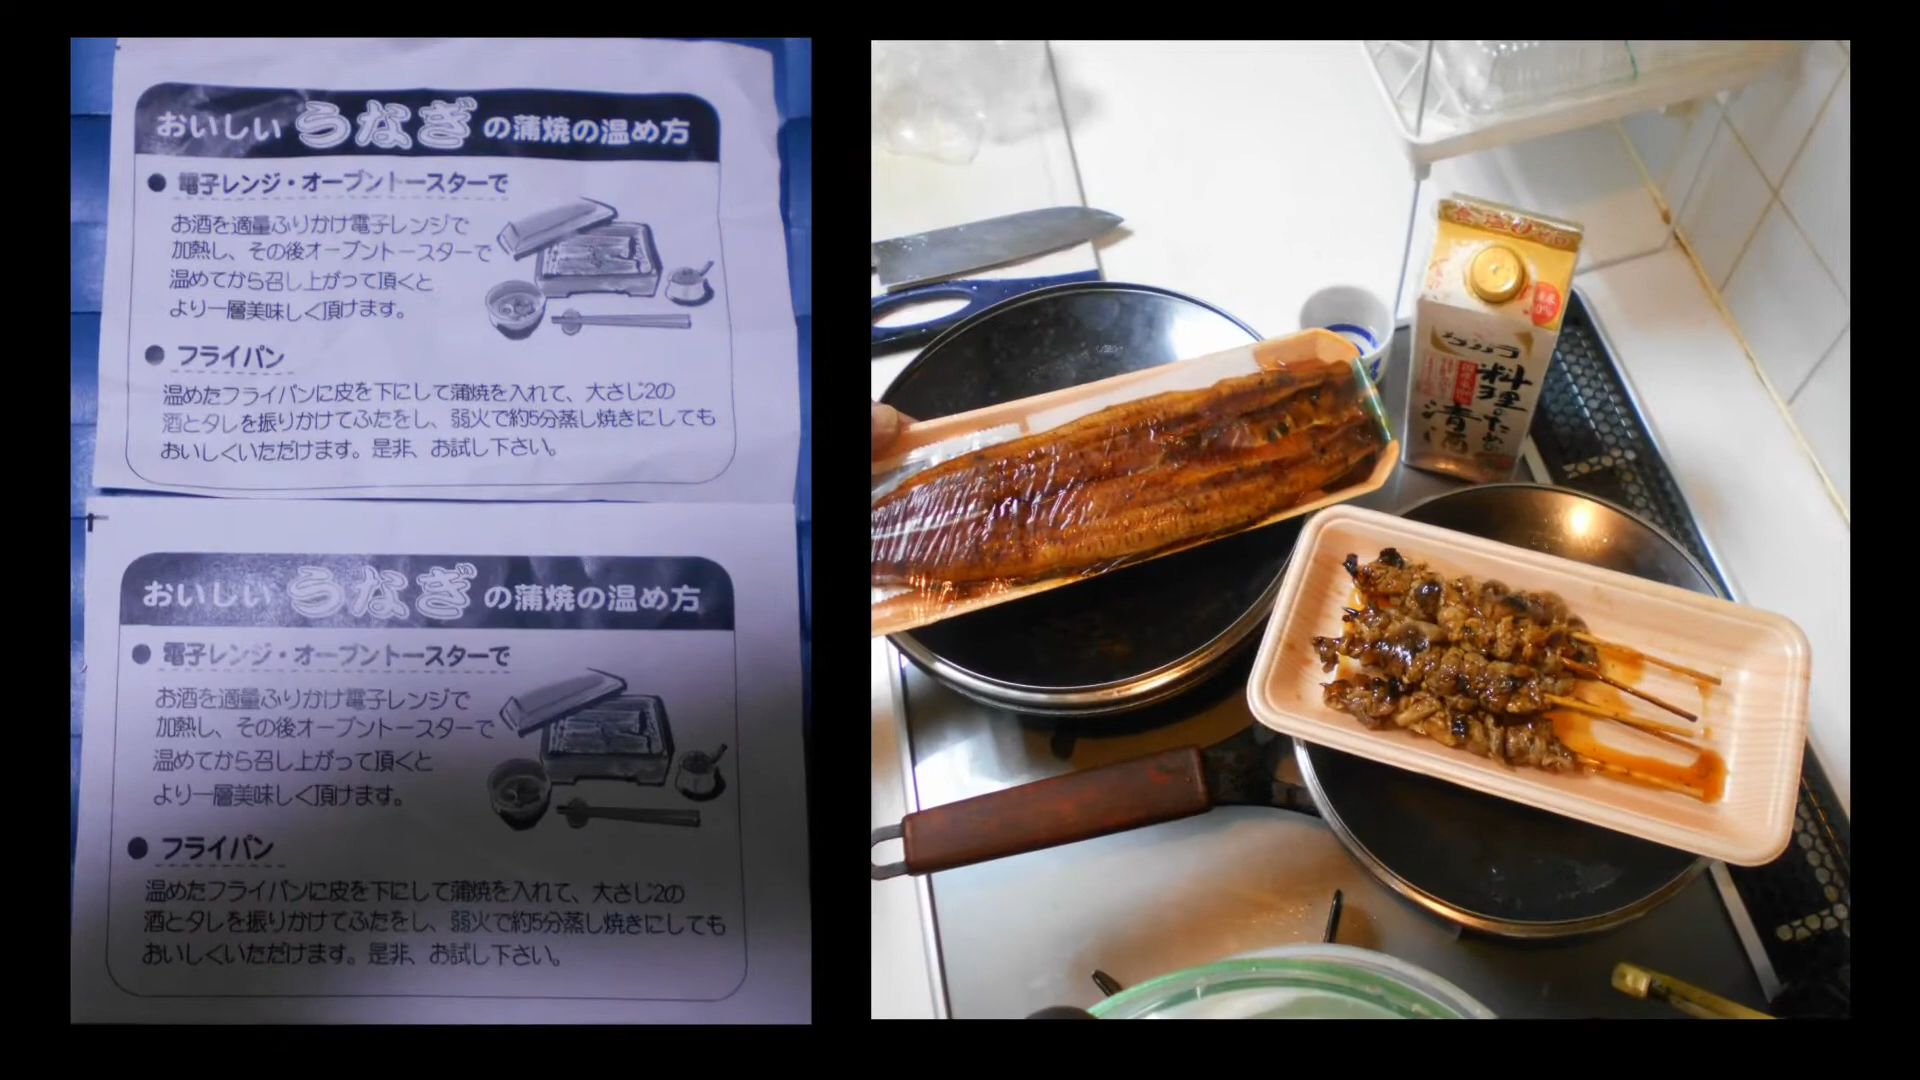 おいしい うなぎ の蒲焼の温め方
● 電子レンジ・オーブントースターで
お酒を適量ふりかけ電子レンジで
加熱し、その後オーブントースターで
温めてから召し上がって頂くと
より一層美味しく頂けます。
● フライパン
温めたフライパンに皮を下にして蒲焼を入れて、大さじ2の
酒とタレを振りかけてふたをし、弱火で約5分蒸し焼きにしても
おいしくいただけます。是非、お試し下さい。
おいしい うなぎ の蒲焼の温め方
● 電子レンジ・オーブントースターで
お酒を適量ふりかけ電子レンジで
加熱し、その後オーブントースターで
温めてから召し上がって頂くと
より一層美味しく頂けます。
● フライパン
温めたフライパンに皮を下にして蒲焼を入れて、大さじ2の
酒とタレを振りかけてふたをし、弱火で約5分蒸し焼きにしても
おいしくいただけます。是非、お試し下さい。
タカラ
料理のための
清酒